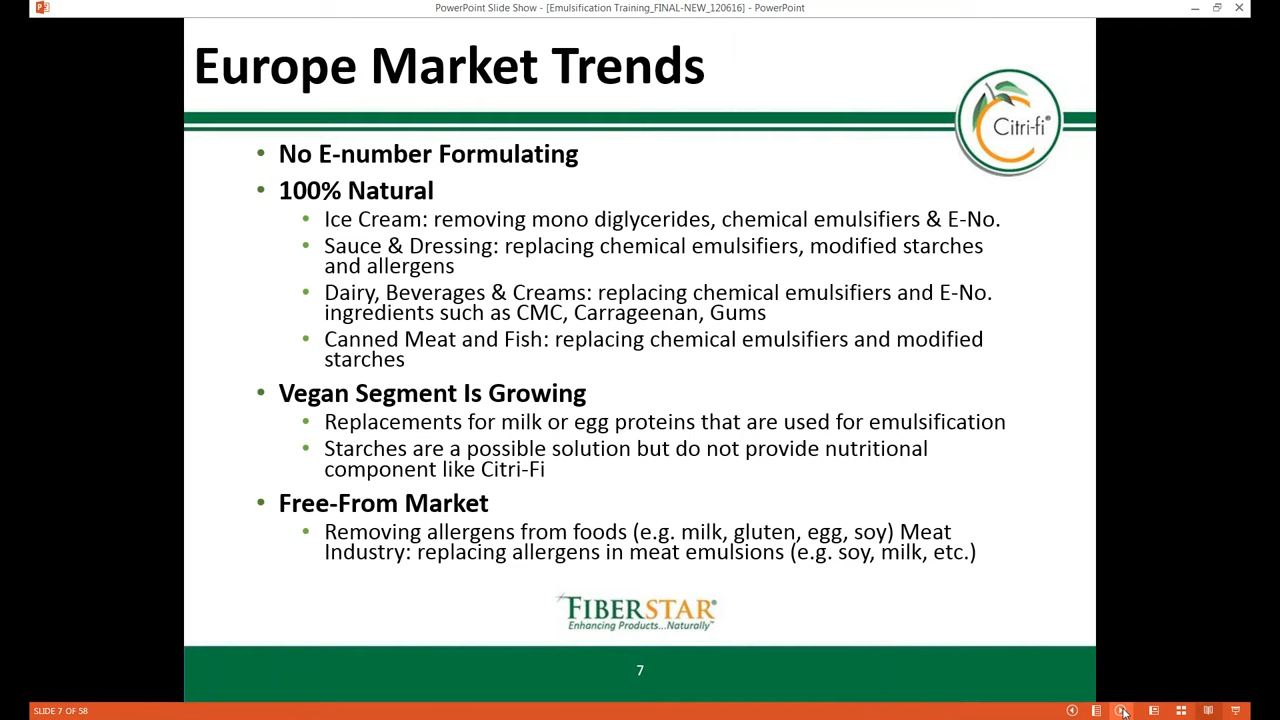 PowerPoint Slide Show - [Emulsification Training_FINAL-NEW_120616] - PowerPoint
Europe Market Trends
Citri-fi®
• No E-number Formulating
• 100% Natural
• Ice Cream: removing mono diglycerides, chemical emulsifiers & E-No.
• Sauce & Dressing: replacing chemical emulsifiers, modified starches
and allergens
• Dairy, Beverages & Creams: replacing chemical emulsifiers and E-No.
ingredients such as CMC, Carrageenan, Gums
• Canned Meat and Fish: replacing chemical emulsifiers and modified
starches
• Vegan Segment Is Growing
• Replacements for milk or egg proteins that are used for emulsification
• Starches are a possible solution but do not provide nutritional
component like Citri-Fi
• Free-From Market
• Removing allergens from foods (e.g. milk, gluten, egg, soy) Meat
Industry: replacing allergens in meat emulsions (e.g. soy, milk, etc.)
FIBERSTAR®
Enhancing Products...Naturally™
7
SLIDE 7 OF 58